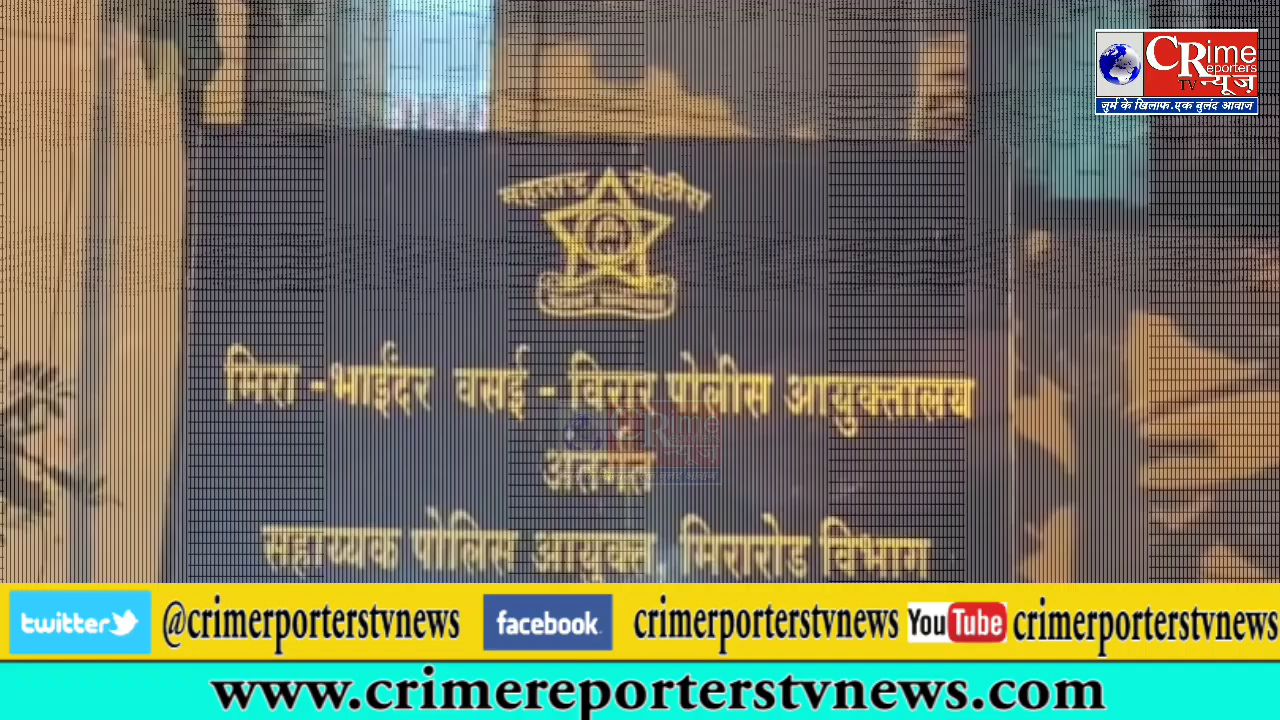 CRime
Reporters
TV न्यूज़
जुर्म के खिलाफ.एक बुलंद आवाज
महाराष्ट्र पोलीस
मिरा -भाईंदर वसई - विरार पोलीस आयुक्तालय
अंतर्गत
सहाय्यक पोलिस आयुक्त, मिरारोड विभाग
twitter @crimerporterstvnews facebook. crimerporterstvnews YouTube crimerporterstvnews
www.crimereporterstvnews.com